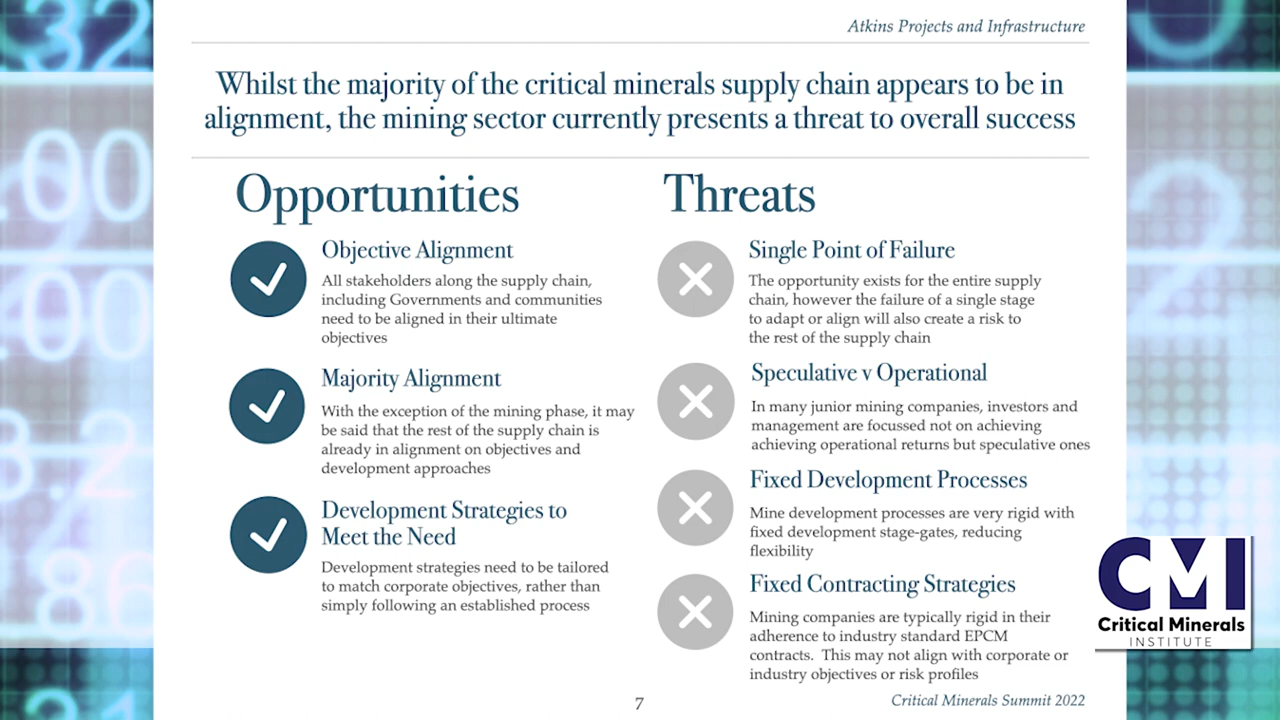 Atkins Projects and Infrastructure
Whilst the majority of the critical minerals supply chain appears to be in
alignment, the mining sector currently presents a threat to overall success
Opportunities
Objective Alignment
All stakeholders along the supply chain,
including Governments and communities
need to be aligned in their ultimate
objectives
Majority Alignment
With the exception of the mining phase, it may
be said that the rest of the supply chain is
already in alignment on objectives and
development approaches
Development Strategies to
Meet the Need
Development strategies need to be tailored
to match corporate objectives, rather than
simply following an established process
Threats
Single Point of Failure
The opportunity exists for the entire supply
chain, however the failure of a single stage
to adapt or align will also create a risk to
the rest of the supply chain
Speculative v Operational
In many junior mining companies, investors and
management are focussed not on achieving
achieving operational returns but speculative ones
Fixed Development Processes
Mine development processes are very rigid with
fixed development stage-gates, reducing
flexibility
Fixed Contracting Strategies
Mining companies are typically rigid in their
adherence to industry standard EPCM
contracts. This may not align with corporate or
industry objectives or risk profiles
7
Critical Minerals Summit 2022
CMI
Critical Minerals
INSTITUTE
32
.00
00
3.2
86
31
2